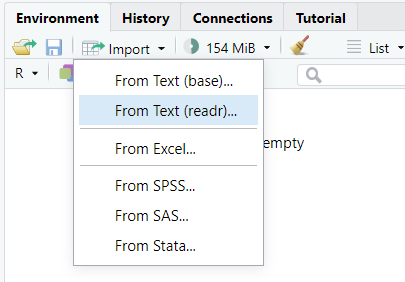 Environment History Connections Tutorial
Import 154 MiB List
R
From Text (base)...
From Text (readr)...
From Excel...
empty
From SPSS...
From SAS...
From Stata...